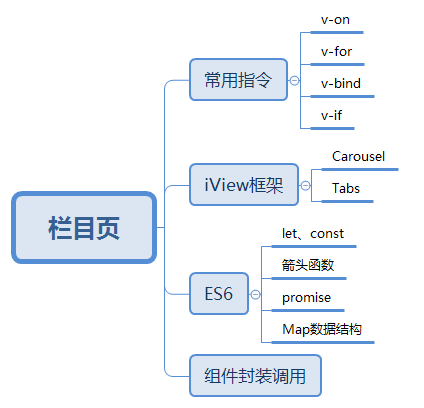 栏目页
常用指令
v-on
v-for
v-bind
v-if
iView框架
Carousel
Tabs
ES6
let、const
箭头函数
promise
Map数据结构
组件封装调用